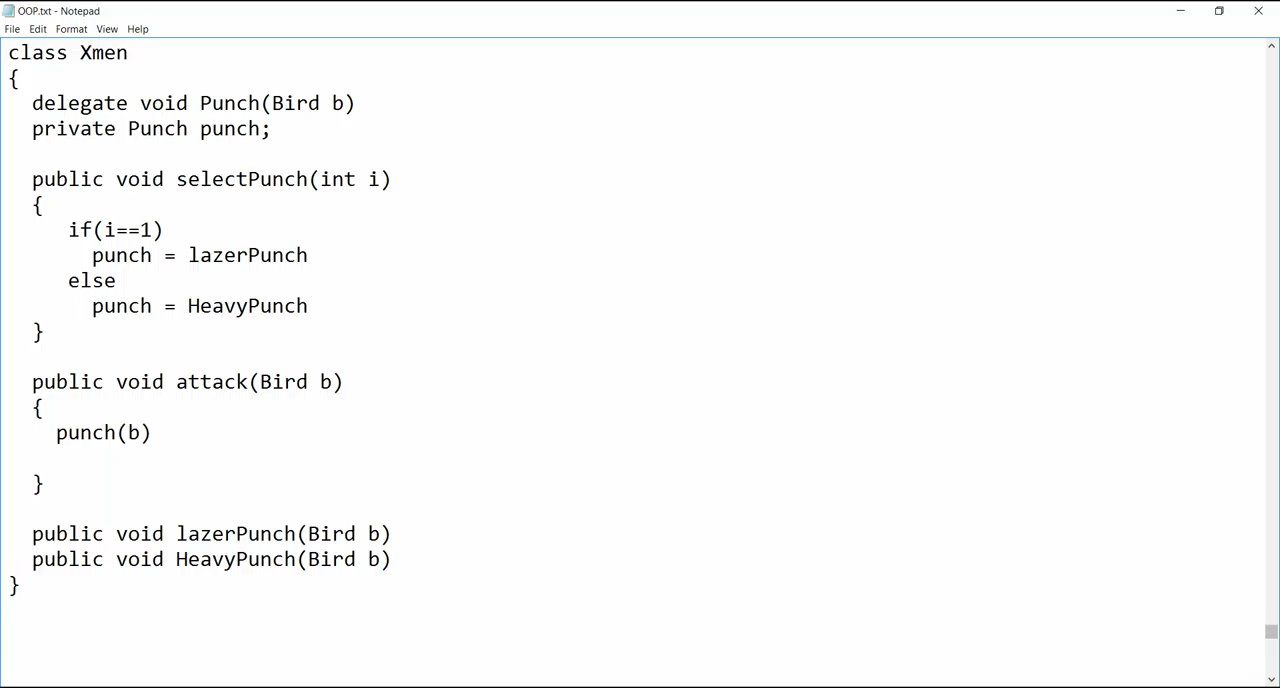 OOP.txt - Notepad
File Edit Format View Help
class Xmen
{
delegate void Punch(Bird b)
private Punch punch;
public void selectPunch(int i)
{
if(i==1)
punch = lazerPunch
else
punch = HeavyPunch
}
public void attack(Bird b)
{
punch(b)
}
public void lazerPunch(Bird b)
public void HeavyPunch(Bird b)
}